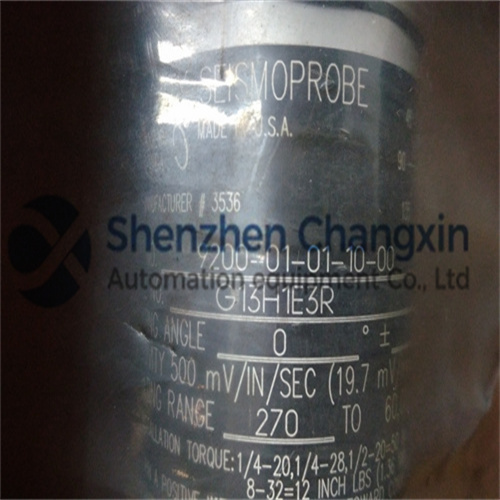 SEISMOPROBE
MADE U.S.A.
# 3536
Shenzhen Changxin
9200-01-01-10-00
Automation equipment Co., Ltd
G13H1E3R
ANGLE 0 ° ±
500 mV/IN/SEC (19.7 mV/
RANGE 270 TO
TORQUE:1/4-20,1/4-28,1/2-20=
8-32=12 INCH LBS
A POSITIVE